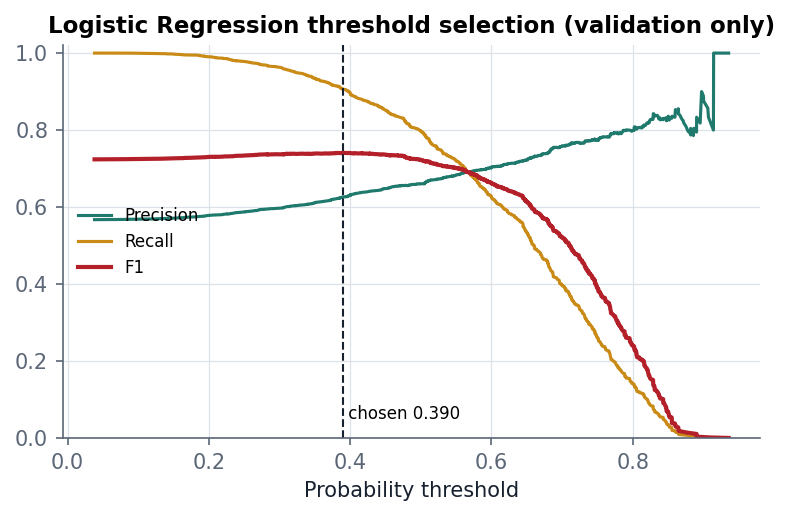 Logistic Regression threshold selection (validation only)
1.0
0.8
0.6
0.4
0.2
0.0
Precision
Recall
F1
chosen 0.390
0.0 0.2 0.4 0.6 0.8
Probability threshold